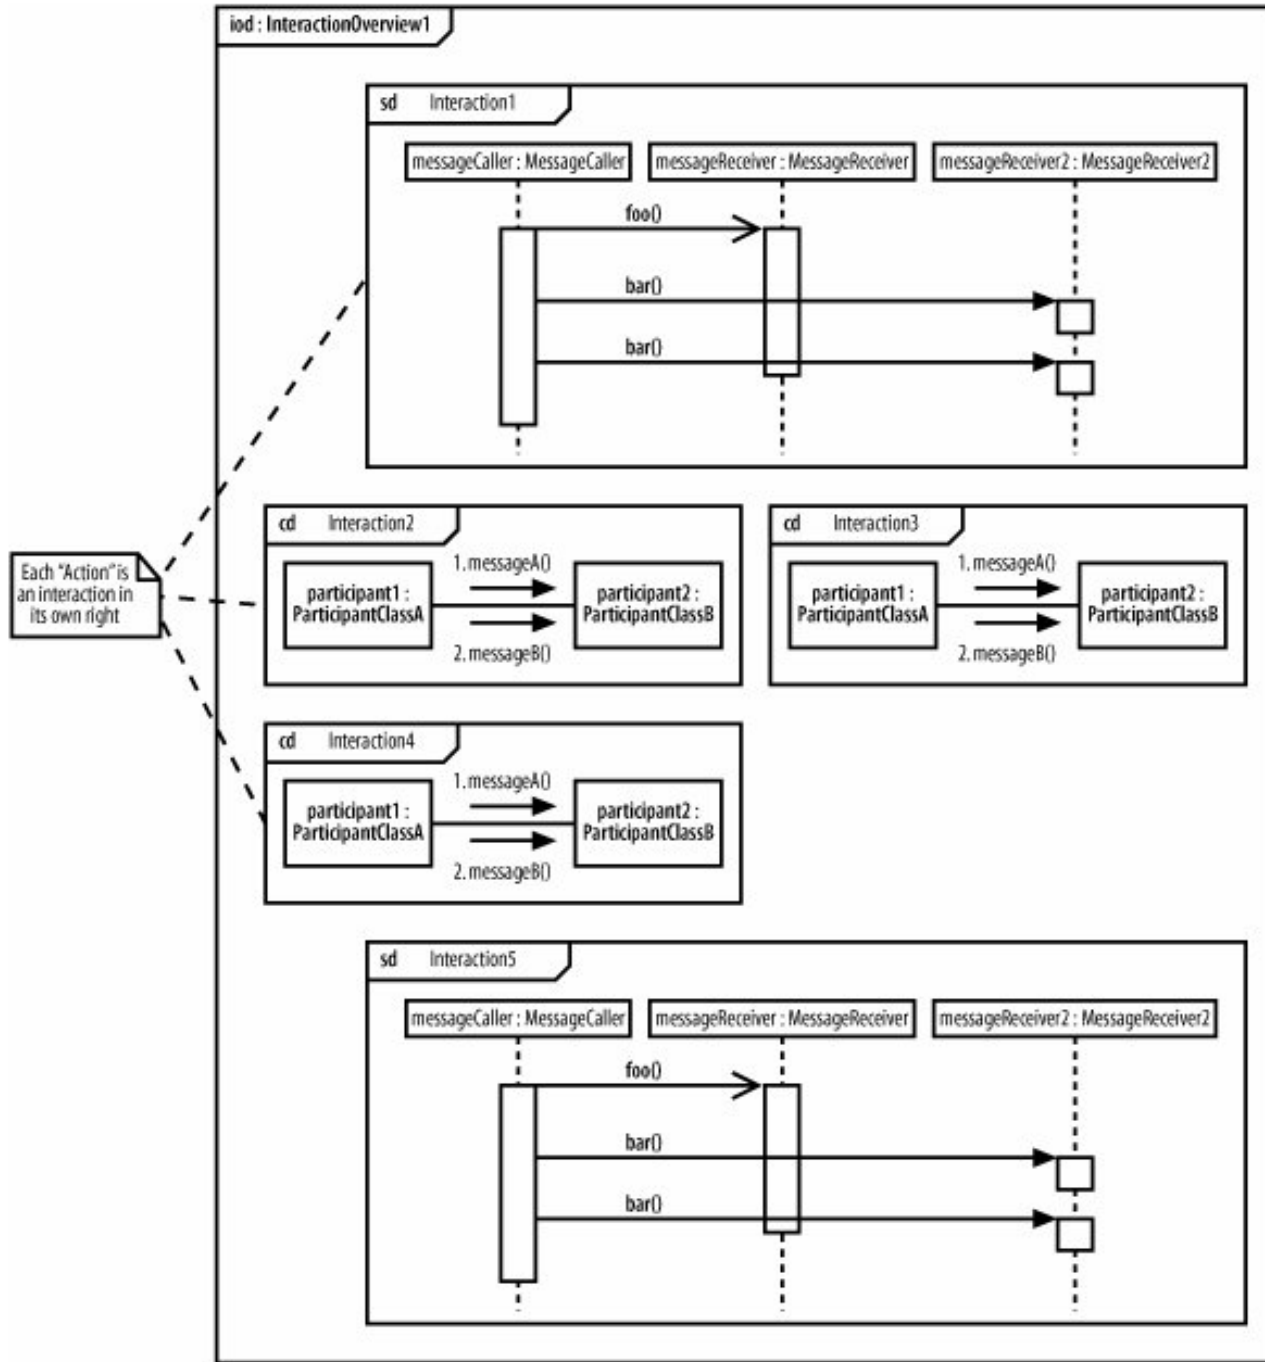 iod : InteractionOverview1
sd Interaction1
messageCaller : MessageCaller
messageReceiver : MessageReceiver
messageReceiver2 : MessageReceiver2
foo()
bar()
bar()
cd Interaction2
1. messageA()
participant1 :
ParticipantClassA
participant2 :
ParticipantClassB
2. messageB()
cd Interaction3
1. messageA()
participant1 :
ParticipantClassA
participant2 :
ParticipantClassB
2. messageB()
Each "Action" is
an interaction in
its own right
cd Interaction4
1. messageA()
participant1 :
ParticipantClassA
participant2 :
ParticipantClassB
2. messageB()
sd Interaction5
messageCaller : MessageCaller
messageReceiver : MessageReceiver
messageReceiver2 : MessageReceiver2
foo()
bar()
bar()